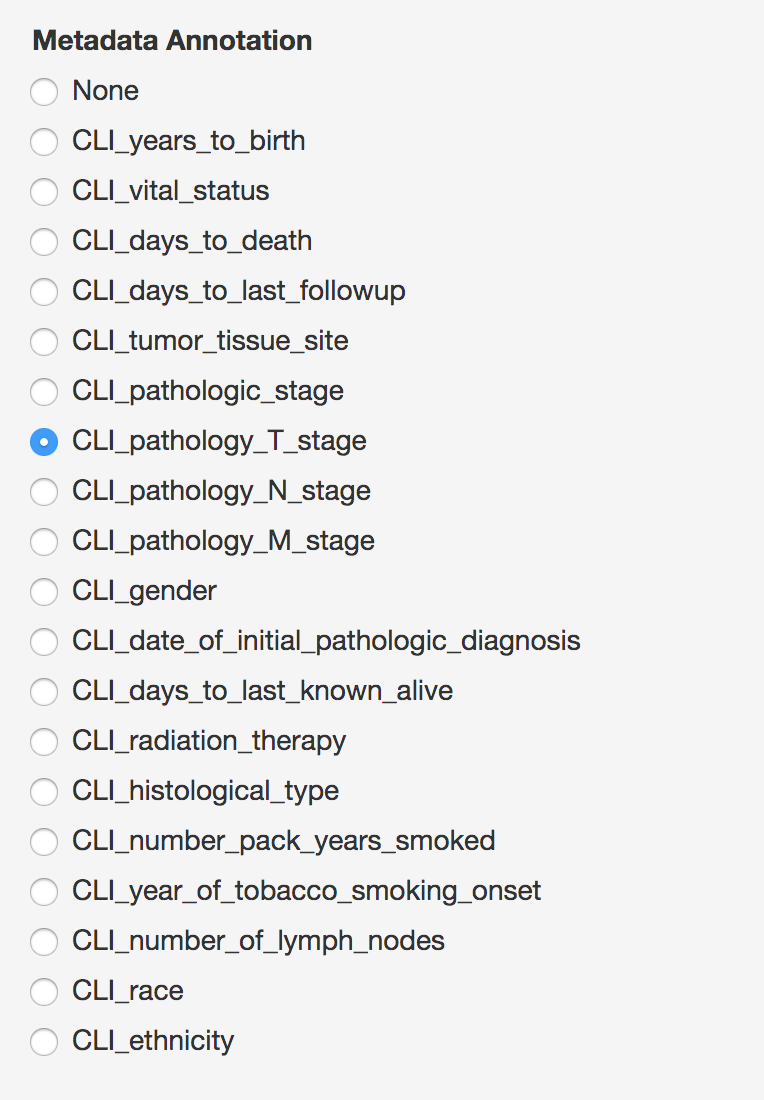 Metadata Annotation
None
CLI_years_to_birth
CLI_vital_status
CLI_days_to_death
CLI_days_to_last_followup
CLI_tumor_tissue_site
CLI_pathologic_stage
CLI_pathology_T_stage
CLI_pathology_N_stage
CLI_pathology_M_stage
CLI_gender
CLI_date_of_initial_pathologic_diagnosis
CLI_days_to_last_known_alive
CLI_radiation_therapy
CLI_histological_type
CLI_number_pack_years_smoked
CLI_year_of_tobacco_smoking_onset
CLI_number_of_lymph_nodes
CLI_race
CLI_ethnicity